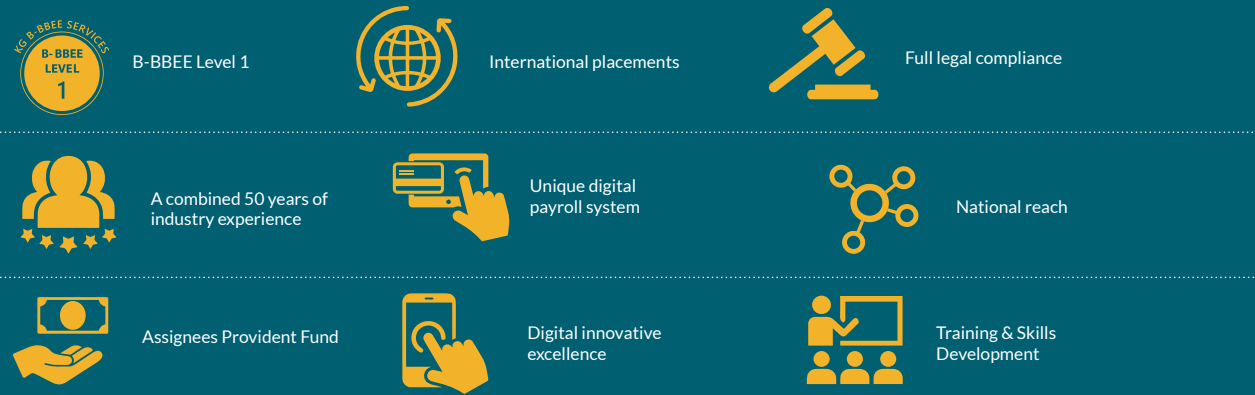 KG B-BBEE SERVICES
B-BBEE
LEVEL
1
B-BBEE Level 1
International placements
Full legal compliance
A combined 50 years of
industry experience
Unique digital
payroll system
National reach
Assignees Provident Fund
Digital innovative
excellence
Training & Skills
Development